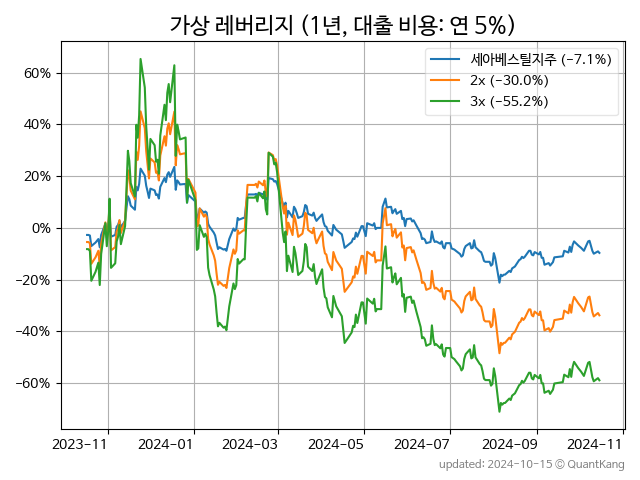 가상 레버리지 (1년, 대출 비용: 연 5%)
세아베스틸지주 (-7.1%)
2x (-30.0%)
3x (-55.2%)
60%
40%
20%
0%
-20%
-40%
-60%
2023-11 2024-01 2024-03 2024-05 2024-07 2024-09 2024-11
updated: 2024-10-15 © QuantKang